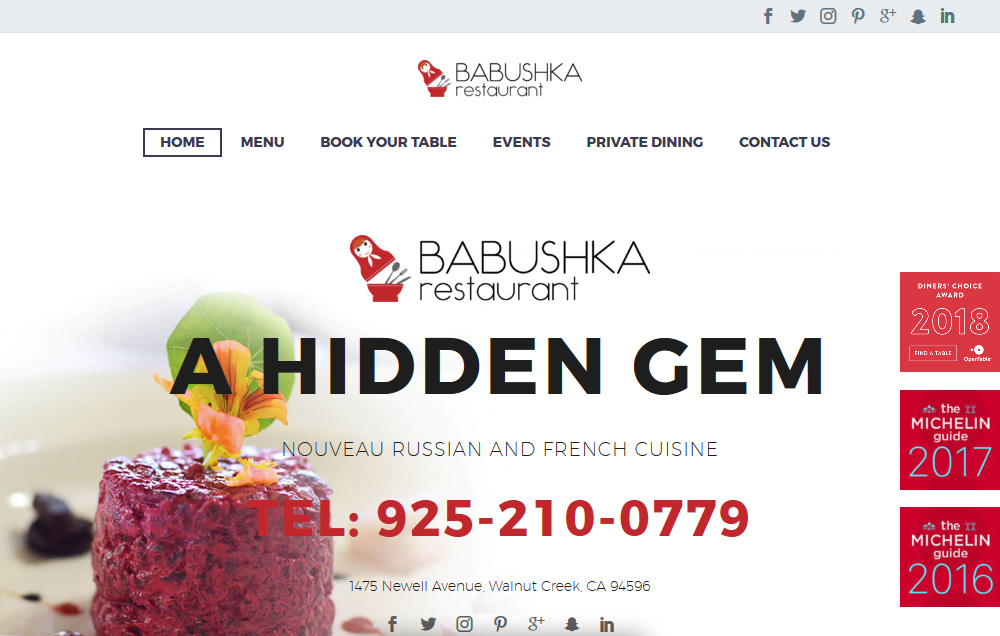 BABUSHKA
restaurant
HOME MENU BOOK YOUR TABLE EVENTS PRIVATE DINING CONTACT US
BABUSHKA
restaurant
A HIDDEN GEM
NOUVEAU RUSSIAN AND FRENCH CUISINE
TEL: 925-210-0779
1475 Newell Avenue, Walnut Creek, CA 94596
DINERS' CHOICE
AWARD
2018
FIND A TABLE
OpenTable
the
MICHELIN
guide
2017
the
MICHELIN
guide
2016